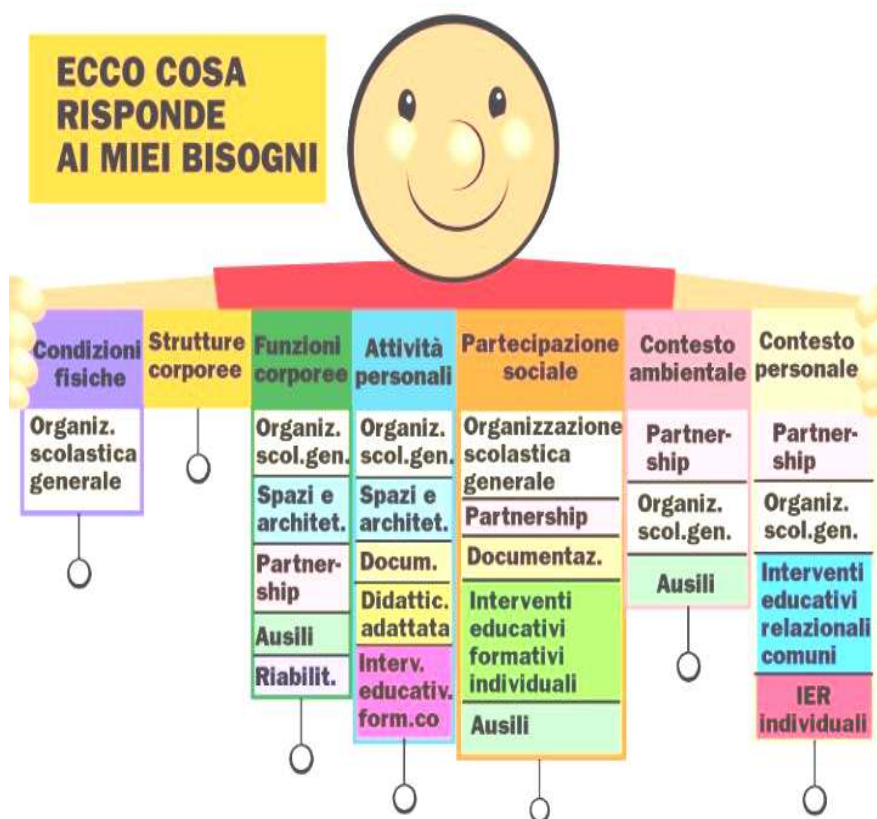 ECCO COSA
RISPONDE
AI MIEI BISOGNI
Condizioni
fisiche
Organiz.
scolastica
generale
Strutture
corporee
Funzioni
corporee
Organiz.
scol.gen.
Spazi e
architet.
Partner-
ship
Ausili
Riabilit.
Attività
personali
Organiz.
scol.gen.
Spazi e
architet.
Docum.
Didattic.
adattata
Interv.
educativ.
form.co
Partecipazione
sociale
Organizzazione
scolastica
generale
Partnership
Documentaz.
Interventi
educativi
formativi
individuali
Ausili
Contesto
ambientale
Partner-
ship
Organiz.
scol.gen.
Ausili
Contesto
personale
Partner-
ship
Organiz.
scol.gen.
Interventi
educativi
relazionali
comuni
IER
individuali